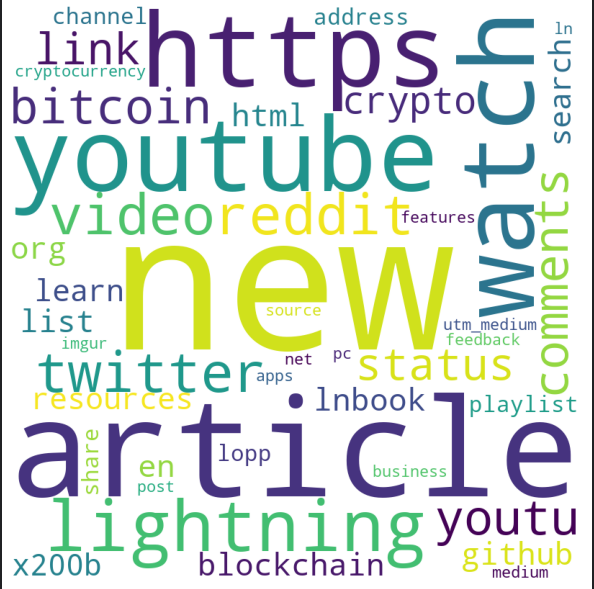 channel
address
ln
https
link
cryptocurrency
bitcoin
html
crypto
watch
search
youtube
video
reddit
features
comments
org
new
learn
source
list
utm_medium
imgur
feedback
twitter
net
pc
status
apps
resources
lnbook
playlist
article
share
lopp
en
business
post
lightning
youtu
x200b
blockchain
github
medium